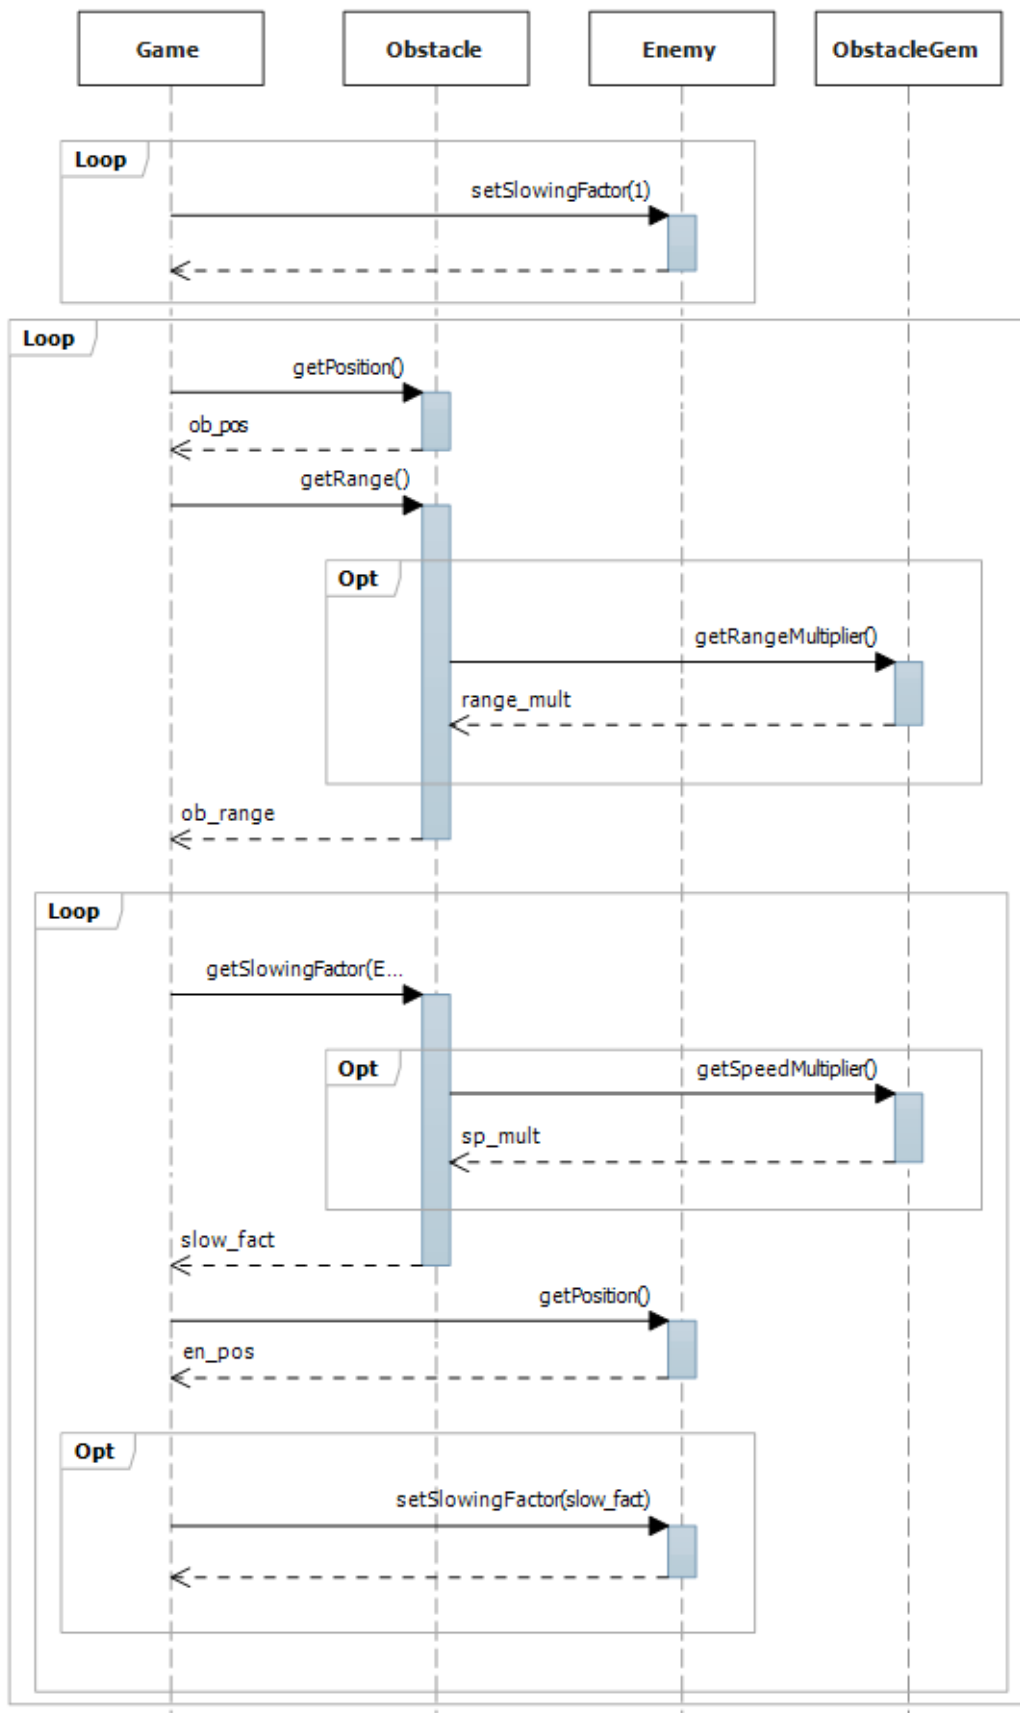 Game
Obstacle
Enemy
ObstacleGem
Loop
setSlowingFactor(1)
Loop
getPosition()
ob_pos
getRange()
Opt
getRangeMultiplier()
range_mult
ob_range
Loop
getSlowingFactor(E...
Opt
getSpeedMultiplier()
sp_mult
slow_fact
getPosition()
en_pos
Opt
setSlowingFactor(slow_fact)